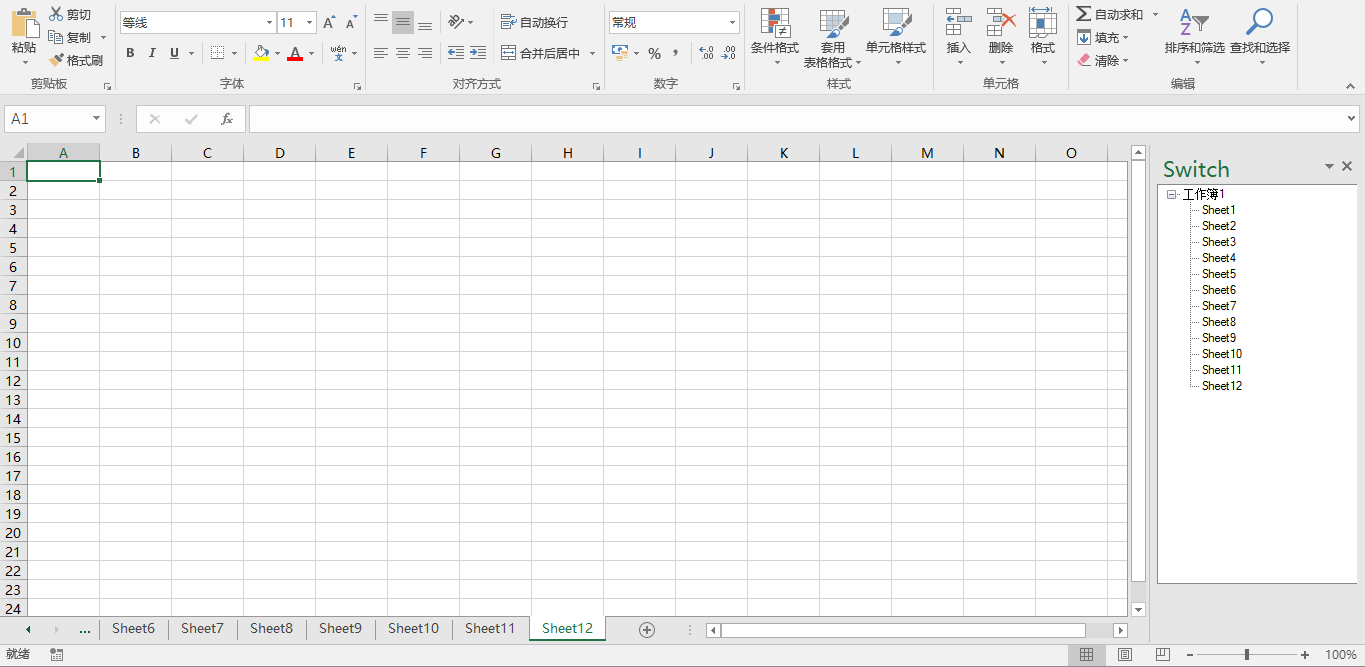 剪切
复制
格式刷
粘贴
剪贴板
等线
11
B I U
wén
文
字体
自动换行
合并后居中
对齐方式
常规
%
数字
条件格式
套用
表格格式
单元格样式
样式
插入
删除
格式
单元格
自动求和
填充
清除
排序和筛选
查找和选择
编辑
A1
fx
A B C D E F G H I J K L M N O
1
2
3
4
5
6
7
8
9
10
11
12
13
14
15
16
17
18
19
20
21
22
23
24
Switch
工作簿1
Sheet1
Sheet2
Sheet3
Sheet4
Sheet5
Sheet6
Sheet7
Sheet8
Sheet9
Sheet10
Sheet11
Sheet12
... Sheet6 Sheet7 Sheet8 Sheet9 Sheet10 Sheet11 Sheet12
就绪
100%